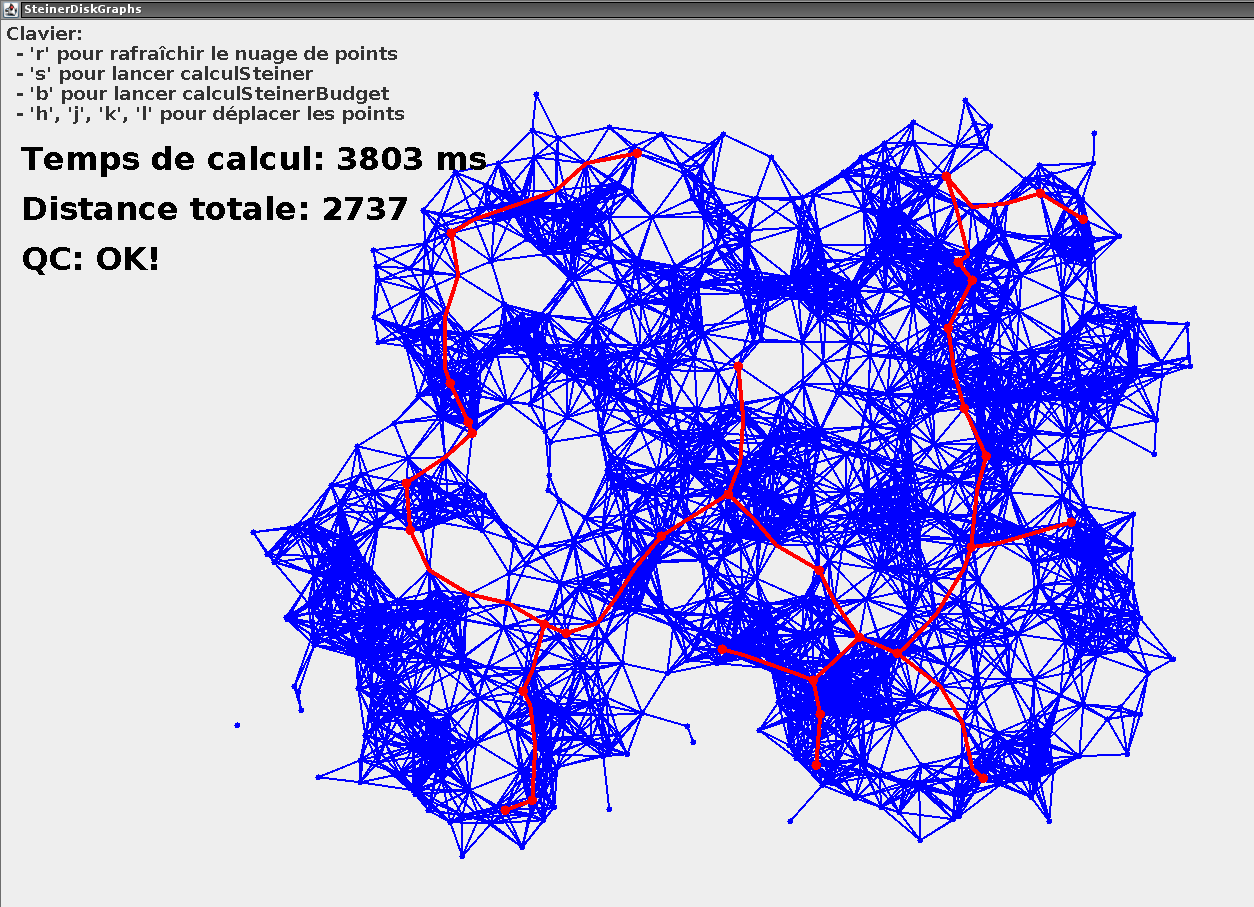 SteinerDiskGraphs
Clavier:
- 'r' pour rafraîchir le nuage de points
- 's' pour lancer calculSteiner
- 'b' pour lancer calculSteinerBudget
- 'h', 'j', 'k', 'l' pour déplacer les points
Temps de calcul: 3803 ms
Distance totale: 2737
QC: OK!